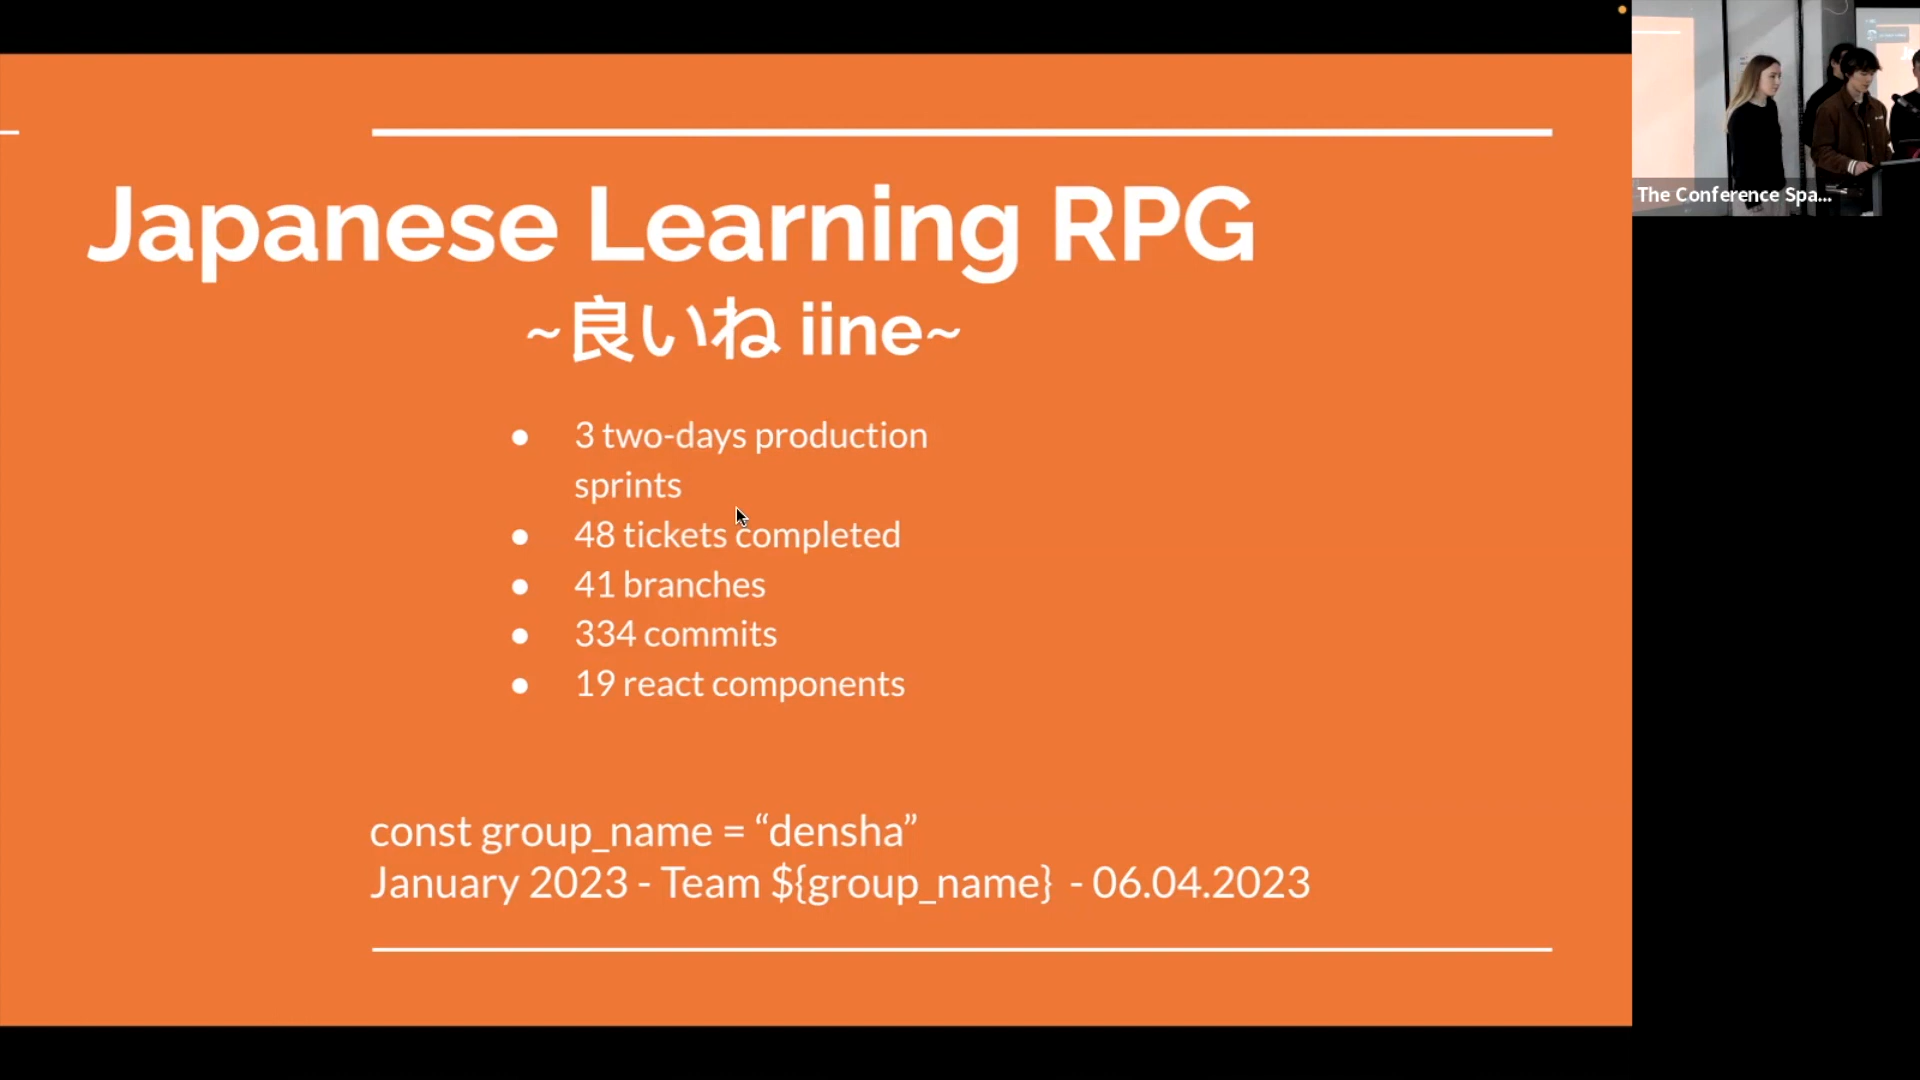 Japanese Learning RPG
~良いね iine~
● 3 two-days production
sprints
● 48 tickets completed
● 41 branches
● 334 commits
● 19 react components
const group_name = “densha”
January 2023 - Team ${group_name} - 06.04.2023
The Conference Spa...